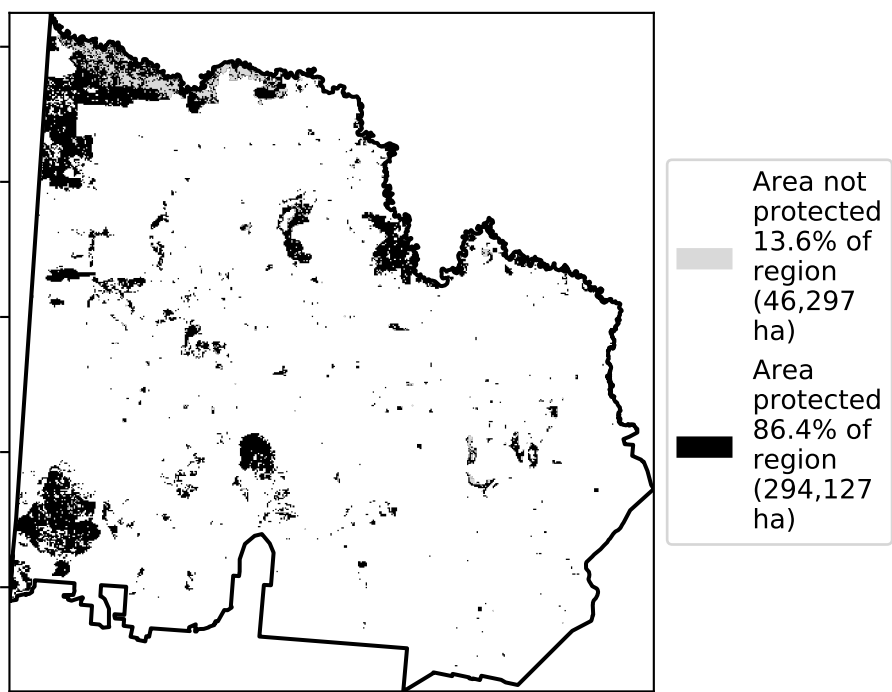 Area not
protected
13.6% of
region
(46,297
ha)
Area
protected
86.4% of
region
(294,127
ha)